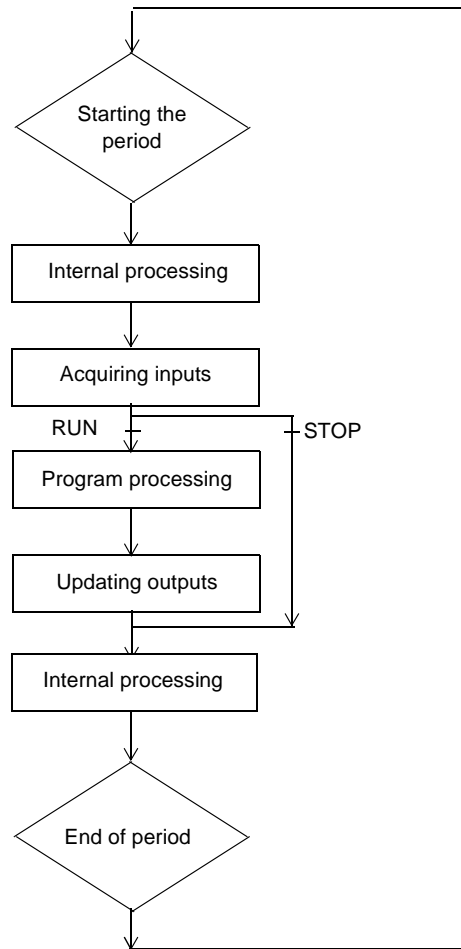 Starting the
period
Internal processing
Acquiring inputs
RUN
STOP
Program processing
Updating outputs
Internal processing
End of period